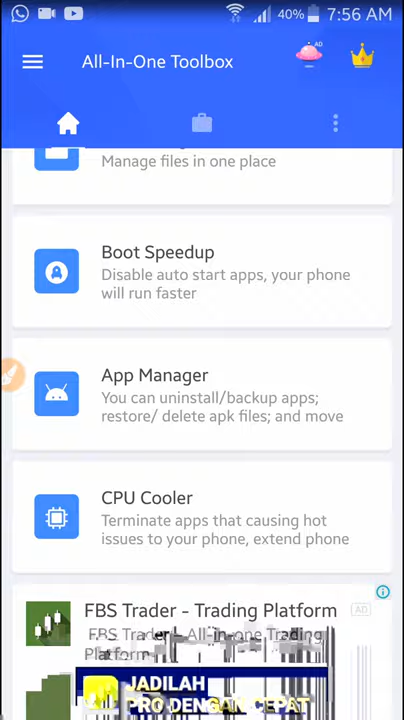 40%
7:56 AM
All-In-One Toolbox
AD
Manage files in one place
Boot Speedup
Disable auto start apps, your phone
will run faster
App Manager
You can uninstall/backup apps;
restore/ delete apk files; and move
CPU Cooler
Terminate apps that causing hot
issues to your phone, extend phone
FBS Trader - Trading Platform
AD
FBS Trader - All-in-one Trading
Platform
JADILAH
PRO DENGAN CEPAT